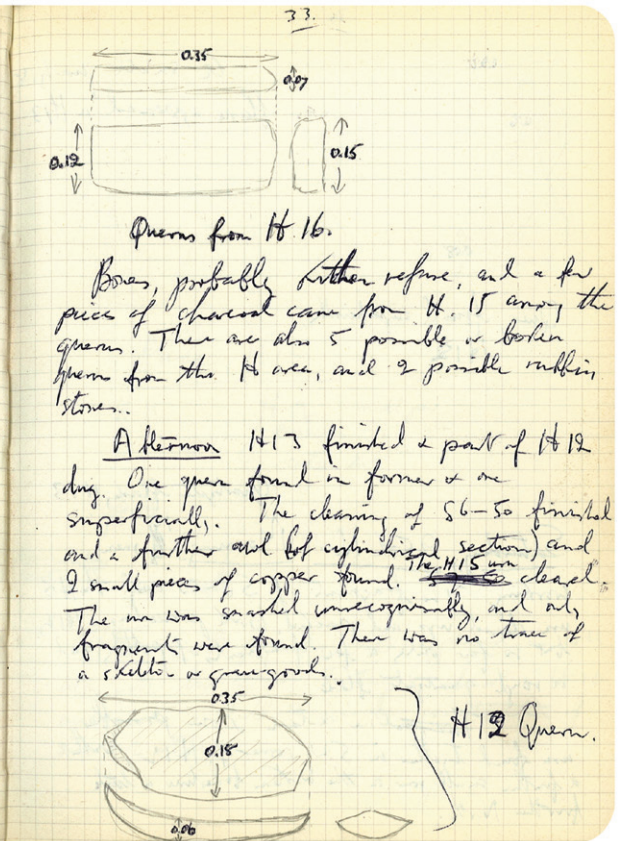 33.
0.35
0.07
0.12
0.15
Querns from H 16.
Bones, probably kitchen refuse, and a few
pieces of charcoal came from H. 15 among the
querns. There are also 5 possible or broken
querns from the H area, and 2 possible rubbing
stones..
Afternoon H13 finished & part of H12
dug. One quern found in former & one
superficially. The cleaning of S6-50 finished
and a further awl (of cylindrical section) and
2 small pieces of copper found. The H15 urn cleared.
The urn was smashed unrecognisably, and only
fragments were found. There was no trace of
a skeleton or grave goods.
0.35
0.18
H12 Quern.
0.06